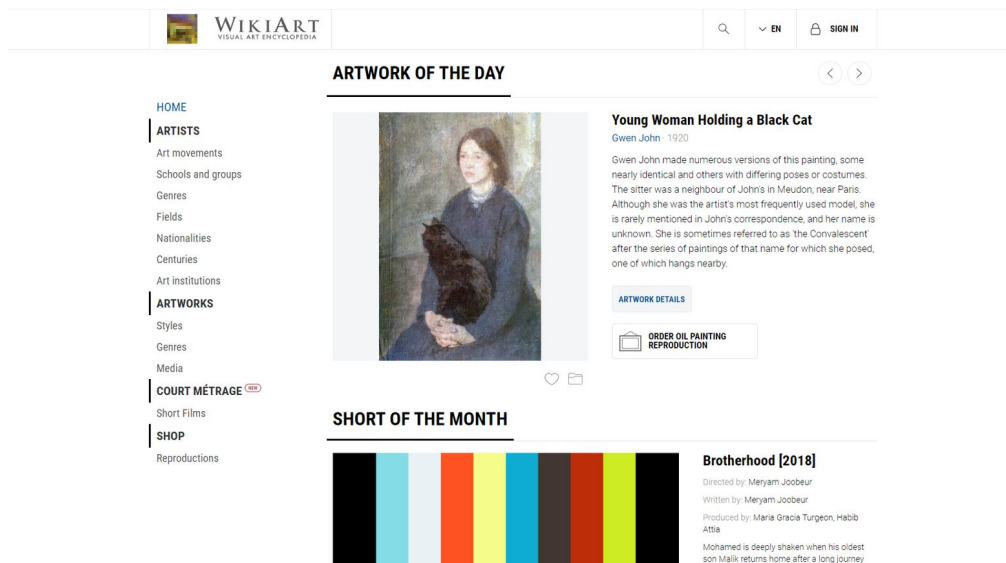 WIKIART
VISUAL ART ENCYCLOPEDIA
EN
SIGN IN
HOME
ARTISTS
Art movements
Schools and groups
Genres
Fields
Nationalities
Centuries
Art institutions
ARTWORKS
Styles
Genres
Media
COURT MÉTRAGE NEW
Short Films
SHOP
Reproductions
ARTWORK OF THE DAY
Young Woman Holding a Black Cat
Gwen John · 1920
Gwen John made numerous versions of this painting, some
nearly identical and others with differing poses or costumes.
The sitter was a neighbour of John's in Meudon, near Paris.
Although she was the artist's most frequently used model, she
is rarely mentioned in John's correspondence, and her name is
unknown. She is sometimes referred to as 'the Convalescent'
after the series of paintings of that name for which she posed,
one of which hangs nearby.
ARTWORK DETAILS
ORDER OIL PAINTING
REPRODUCTION
SHORT OF THE MONTH
Brotherhood [2018]
Directed by: Meryam Joobeur
Written by: Meryam Joobeur
Produced by: Maria Gracia Turgeon, Habib
Attia
Mohamed is deeply shaken when his oldest
son Malik returns home after a long journey